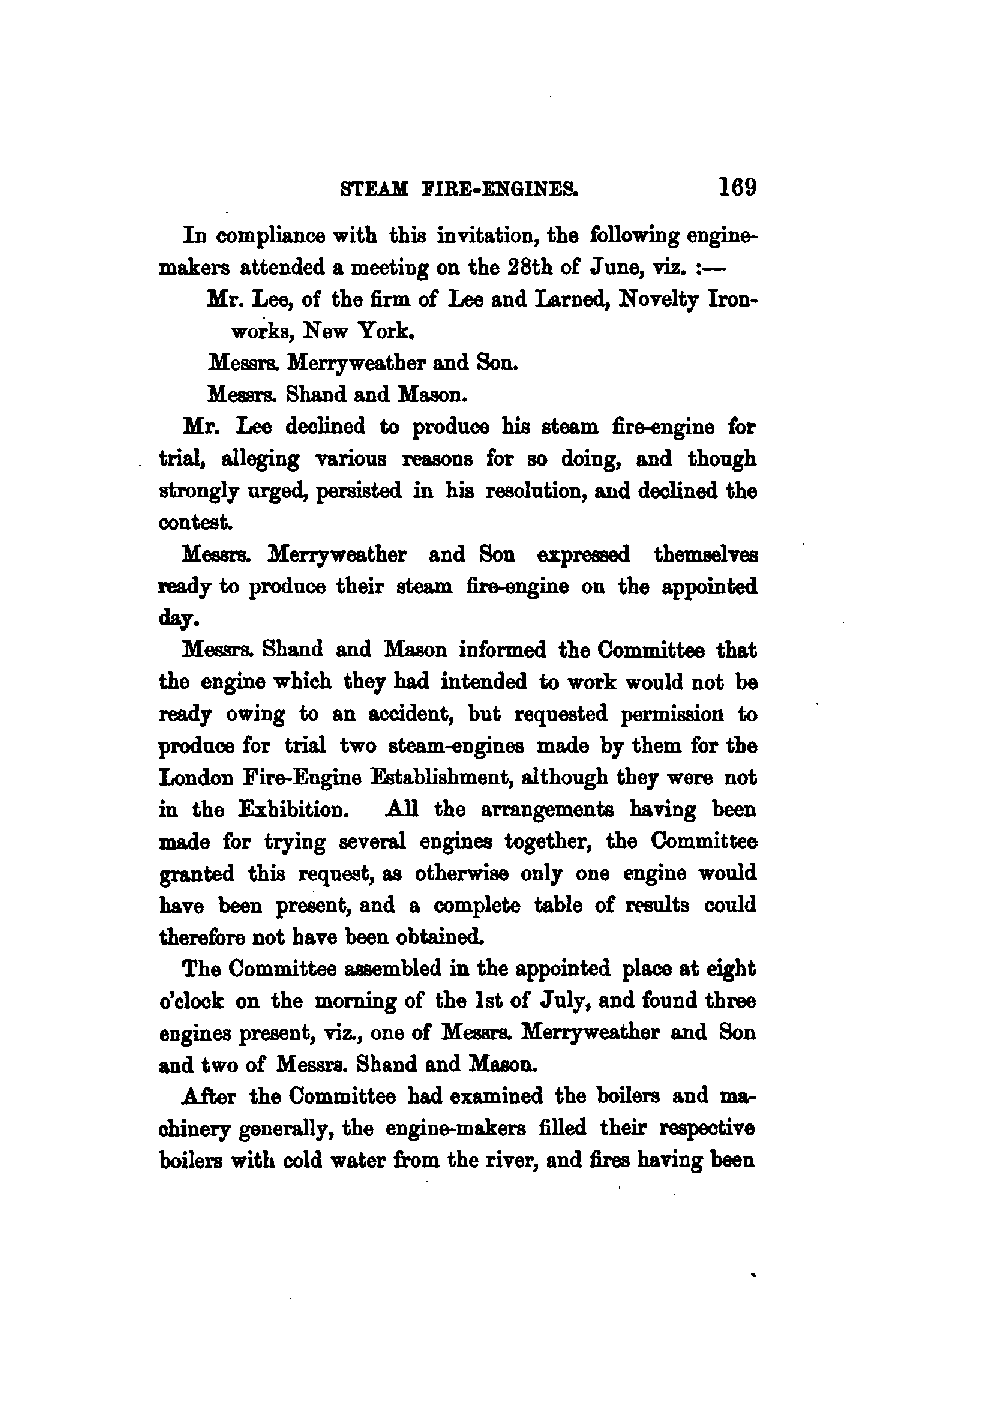 STEAM FIRE-ENGINES. 169
In compliance with this invitation, the following engine-
makers attended a meeting on the 28th of June, viz. :—
Mr. Lee, of the firm of Lee and Larned, Novelty Iron-
works, New York.
Messrs. Merryweather and Son.
Messrs. Shand and Mason.
Mr. Lee declined to produce his steam fire-engine for
trial, alleging various reasons for so doing, and though
strongly urged, persisted in his resolution, and declined the
contest.
Messrs. Merryweather and Son expressed themselves
ready to produce their steam fire-engine on the appointed
day.
Messrs. Shand and Mason informed the Committee that
the engine which they had intended to work would not be
ready owing to an accident, but requested permission to
produce for trial two steam-engines made by them for the
London Fire-Engine Establishment, although they were not
in the Exhibition. All the arrangements having been
made for trying several engines together, the Committee
granted this request, as otherwise only one engine would
have been present, and a complete table of results could
therefore not have been obtained.
The Committee assembled in the appointed place at eight
o'clock on the morning of the 1st of July, and found three
engines present, viz., one of Messrs. Merryweather and Son
and two of Messrs. Shand and Mason.
After the Committee had examined the boilers and ma-
chinery generally, the engine-makers filled their respective
boilers with cold water from the river, and fires having been